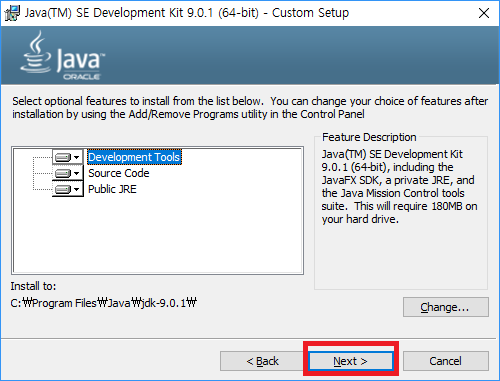 Java(TM) SE Development Kit 9.0.1 (64-bit) - Custom Setup
Java
ORACLE
Select optional features to install from the list below. You can change your choice of features after
installation by using the Add/Remove Programs utility in the Control Panel
Development Tools
Source Code
Public JRE
Feature Description
Java(TM) SE Development Kit
9.0.1 (64-bit), including the
JavaFX SDK, a private JRE, and
the Java Mission Control tools
suite. This will require 180MB on
your hard drive.
Install to:
C:₩Program Files₩Java₩jdk-9.0.1₩
Change...
< Back
Next >
Cancel